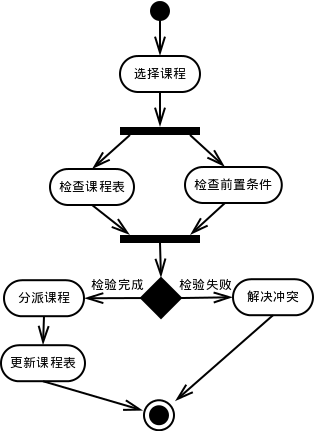 选择课程
检查课程表
检查前置条件
检验完成
检验失败
分派课程
解决冲突
更新课程表